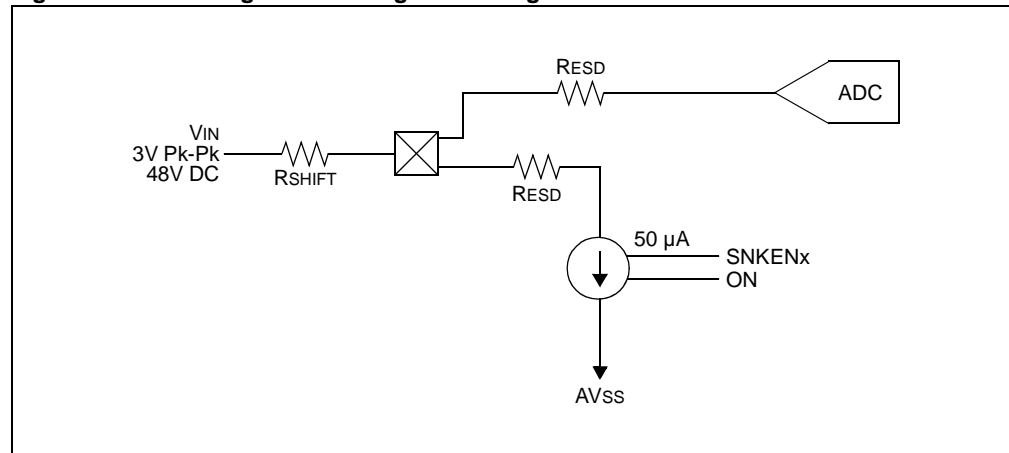 RESD
ADC
VIN
3V Pk-Pk
48V DC
RSHIFT
RESD
50 µA
SNKENx
ON
AVSS